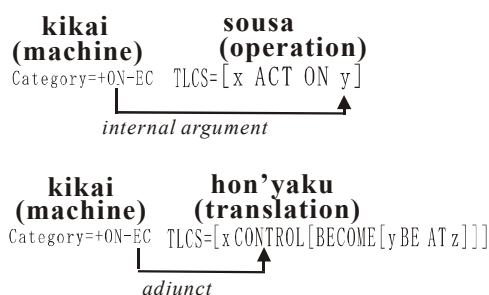 kikai sousa
(machine) (operation)
Category=+ON-EC TLCS=[x ACT ON y]
internal argument
kikai hon'yaku
(machine) (translation)
Category=+ON-EC TLCS=[x CONTROL[BECOME[y BE AT z]]]
adjunct